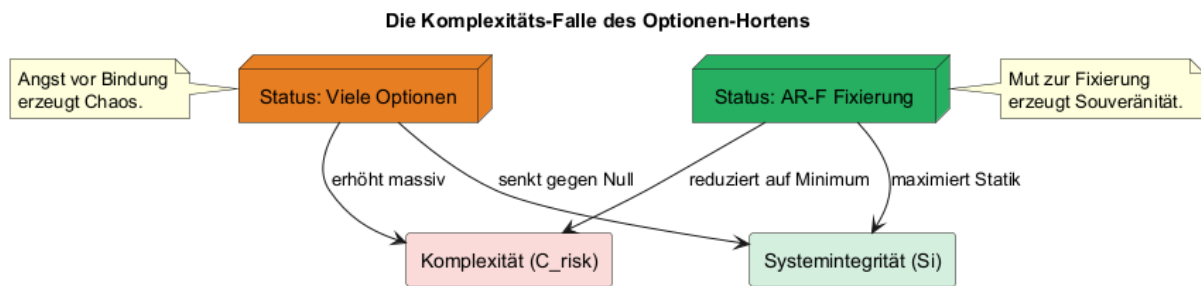 Die Komplexitäts-Falle des Optionen-Hortens
Angst vor Bindung
erzeugt Chaos.
Status: Viele Optionen
Status: AR-F Fixierung
Mut zur Fixierung
erzeugt Souveränität.
erhöht massiv
senkt gegen Null
reduziert auf Minimum
maximiert Statik
Komplexität (C_risk)
Systemintegrität (Si)